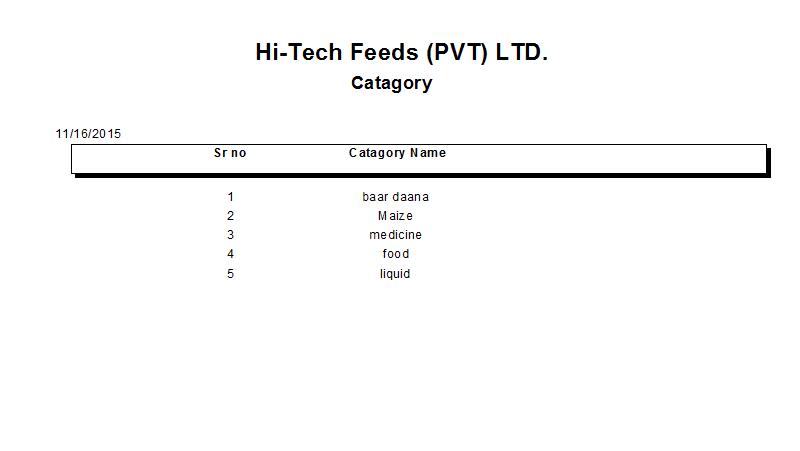 Hi-Tech Feeds (PVT) LTD.
Catagory
11/16/2015
Sr no Catagory Name
1 baar daana
2 Maize
3 medicine
4 food
5 liquid